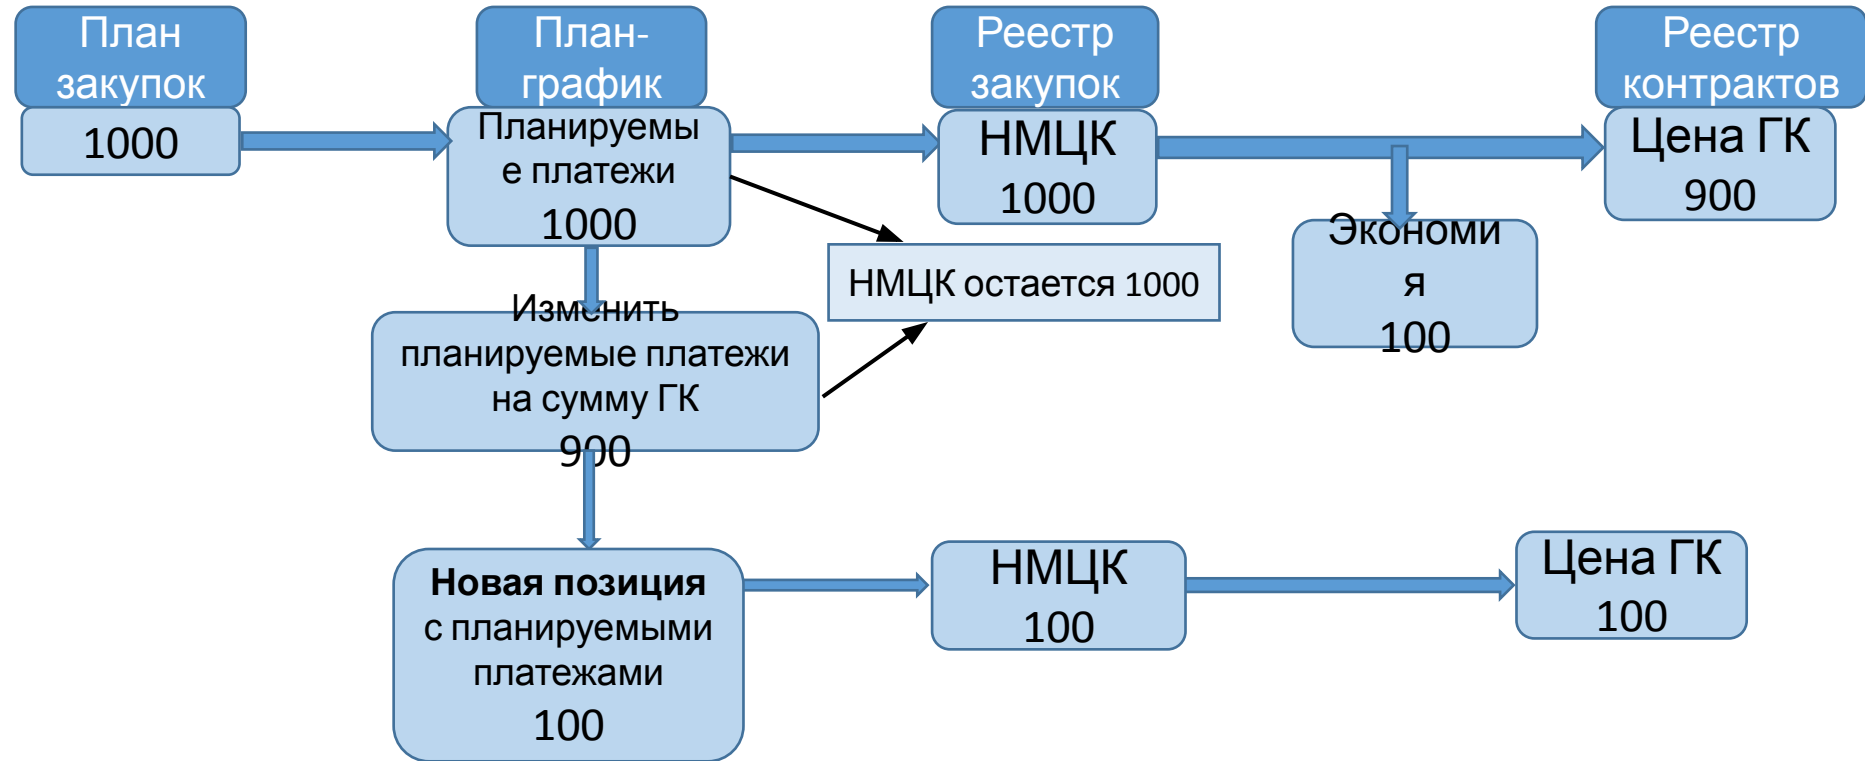 План
закупок
1000
План-
график
Планируемы
е платежи
1000
Реестр
закупок
НМЦК
1000
Реестр
контрактов
Цена ГК
900
Экономи
я
100
НМЦК остается 1000
Изменить
планируемые платежи
на сумму ГК
900
Новая позиция
с планируемыми
платежами
100
НМЦК
100
Цена ГК
100